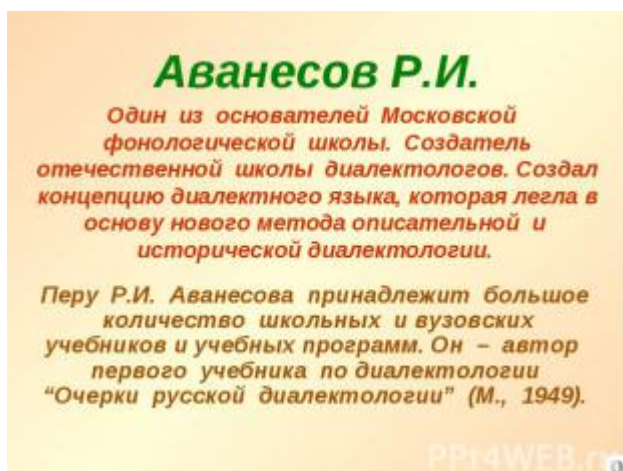 Аванесов Р.И.
Один из основателей Московской
фонологической школы. Создатель
отечественной школы диалектологов. Создал
концепцию диалектного языка, которая легла в
основу нового метода описательной и
исторической диалектологии.
Перу Р.И. Аванесова принадлежит большое
количество школьных и вузовских
учебников и учебных программ. Он – автор
первого учебника по диалектологии
“Очерки русской диалектологии” (М., 1949).
PPt4WEB.ru